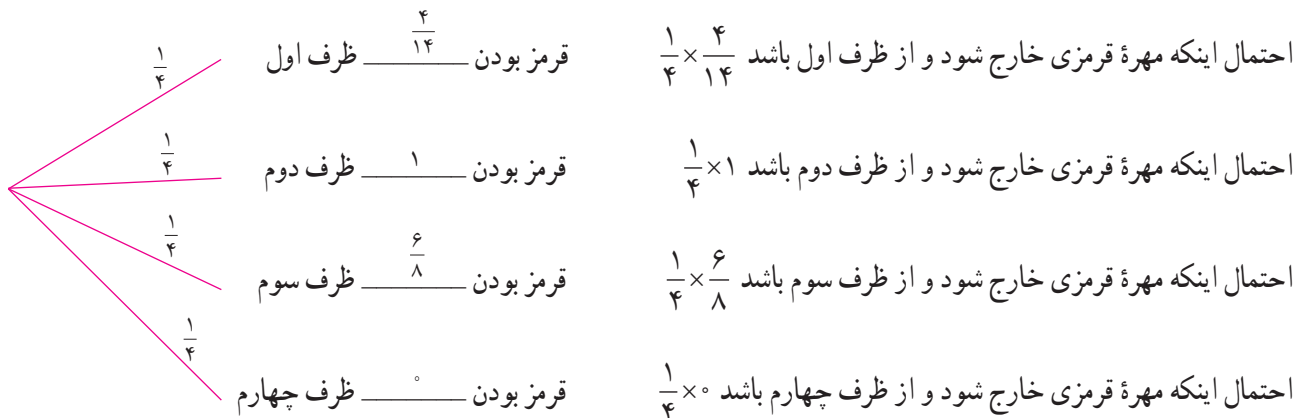 احتمال اینکه مهرهٔ قرمزی خارج شود و از ظرف اول باشد ۱/۴ × ۴/۱۴ قرمز بودن ۴/۱۴ ظرف اول ۱/۴
احتمال اینکه مهرهٔ قرمزی خارج شود و از ظرف دوم باشد ۱/۴ × ۱ قرمز بودن ۱ ظرف دوم ۱/۴
احتمال اینکه مهرهٔ قرمزی خارج شود و از ظرف سوم باشد ۱/۴ × ۶/۸ قرمز بودن ۶/۸ ظرف سوم ۱/۴
احتمال اینکه مهرهٔ قرمزی خارج شود و از ظرف چهارم باشد ۱/۴ × ۰ قرمز بودن ۰ ظرف چهارم ۱/۴